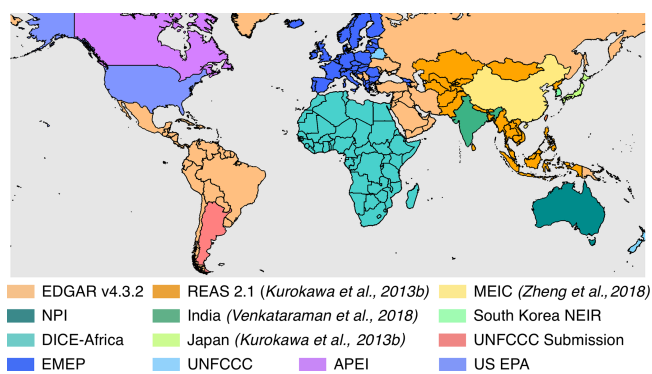 EDGAR v4.3.2 REAS 2.1 (Kurokawa et al., 2013b) MEIC (Zheng et al., 2018)
NPI India (Venkataraman et al., 2018) South Korea NEIR
DICE-Africa Japan (Kurokawa et al., 2013b) UNFCCC Submission
EMEP UNFCCC APEI US EPA